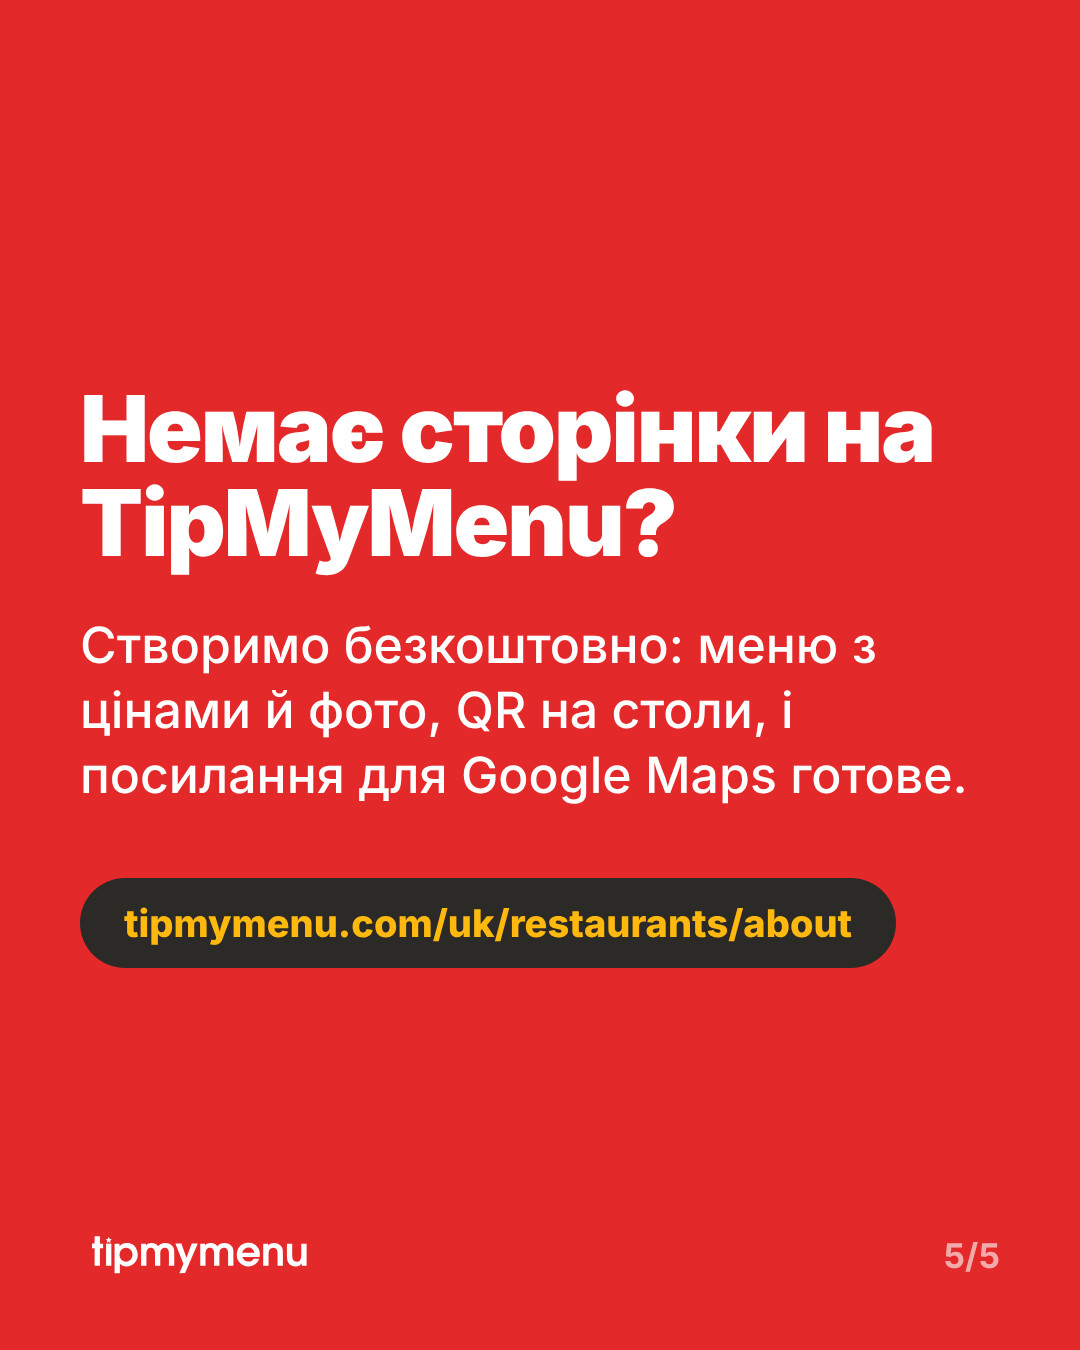 Немає сторінки на
TipMyMenu?
Створимо безкоштовно: меню з
цінами й фото, QR на столи, і
посилання для Google Maps готове.
tipmymenu.com/uk/restaurants/about
tipmymenu
5/5